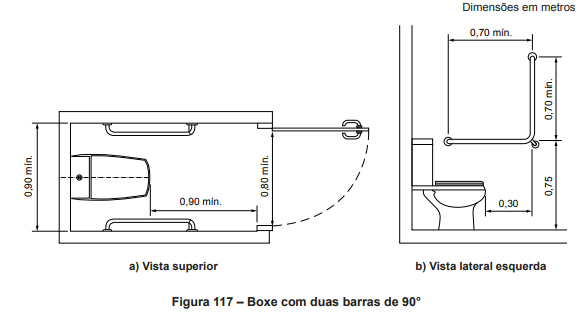 Dimensões em metros
0,70 mín.
0,70 mín.
0,90 mín.
0,90 mín.
0,80 mín.
0,75
0,30
a) Vista superior
b) Vista lateral esquerda
Figura 117 – Boxe com duas barras de 90°